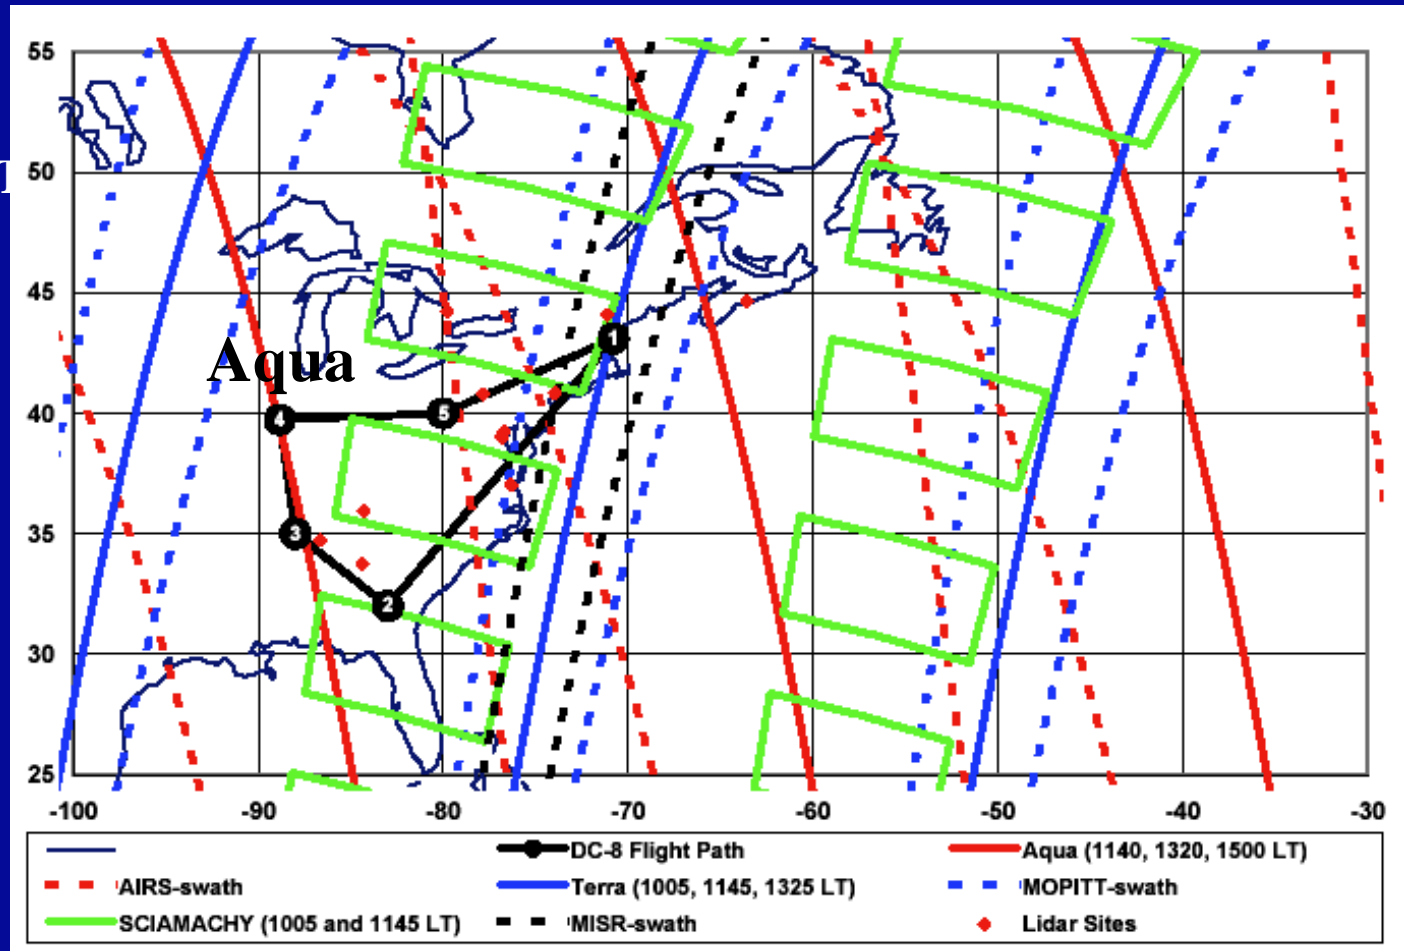 55
50
45
40
35
30
25
Aqua
1
5
4
3
2
-100 -90 -80 -70 -60 -50 -40 -30
DC-8 Flight Path Aqua (1140, 1320, 1500 LT)
AIRS-swath Terra (1005, 1145, 1325 LT) MOPITT-swath
SCIAMACHY (1005 and 1145 LT) MISR-swath Lidar Sites